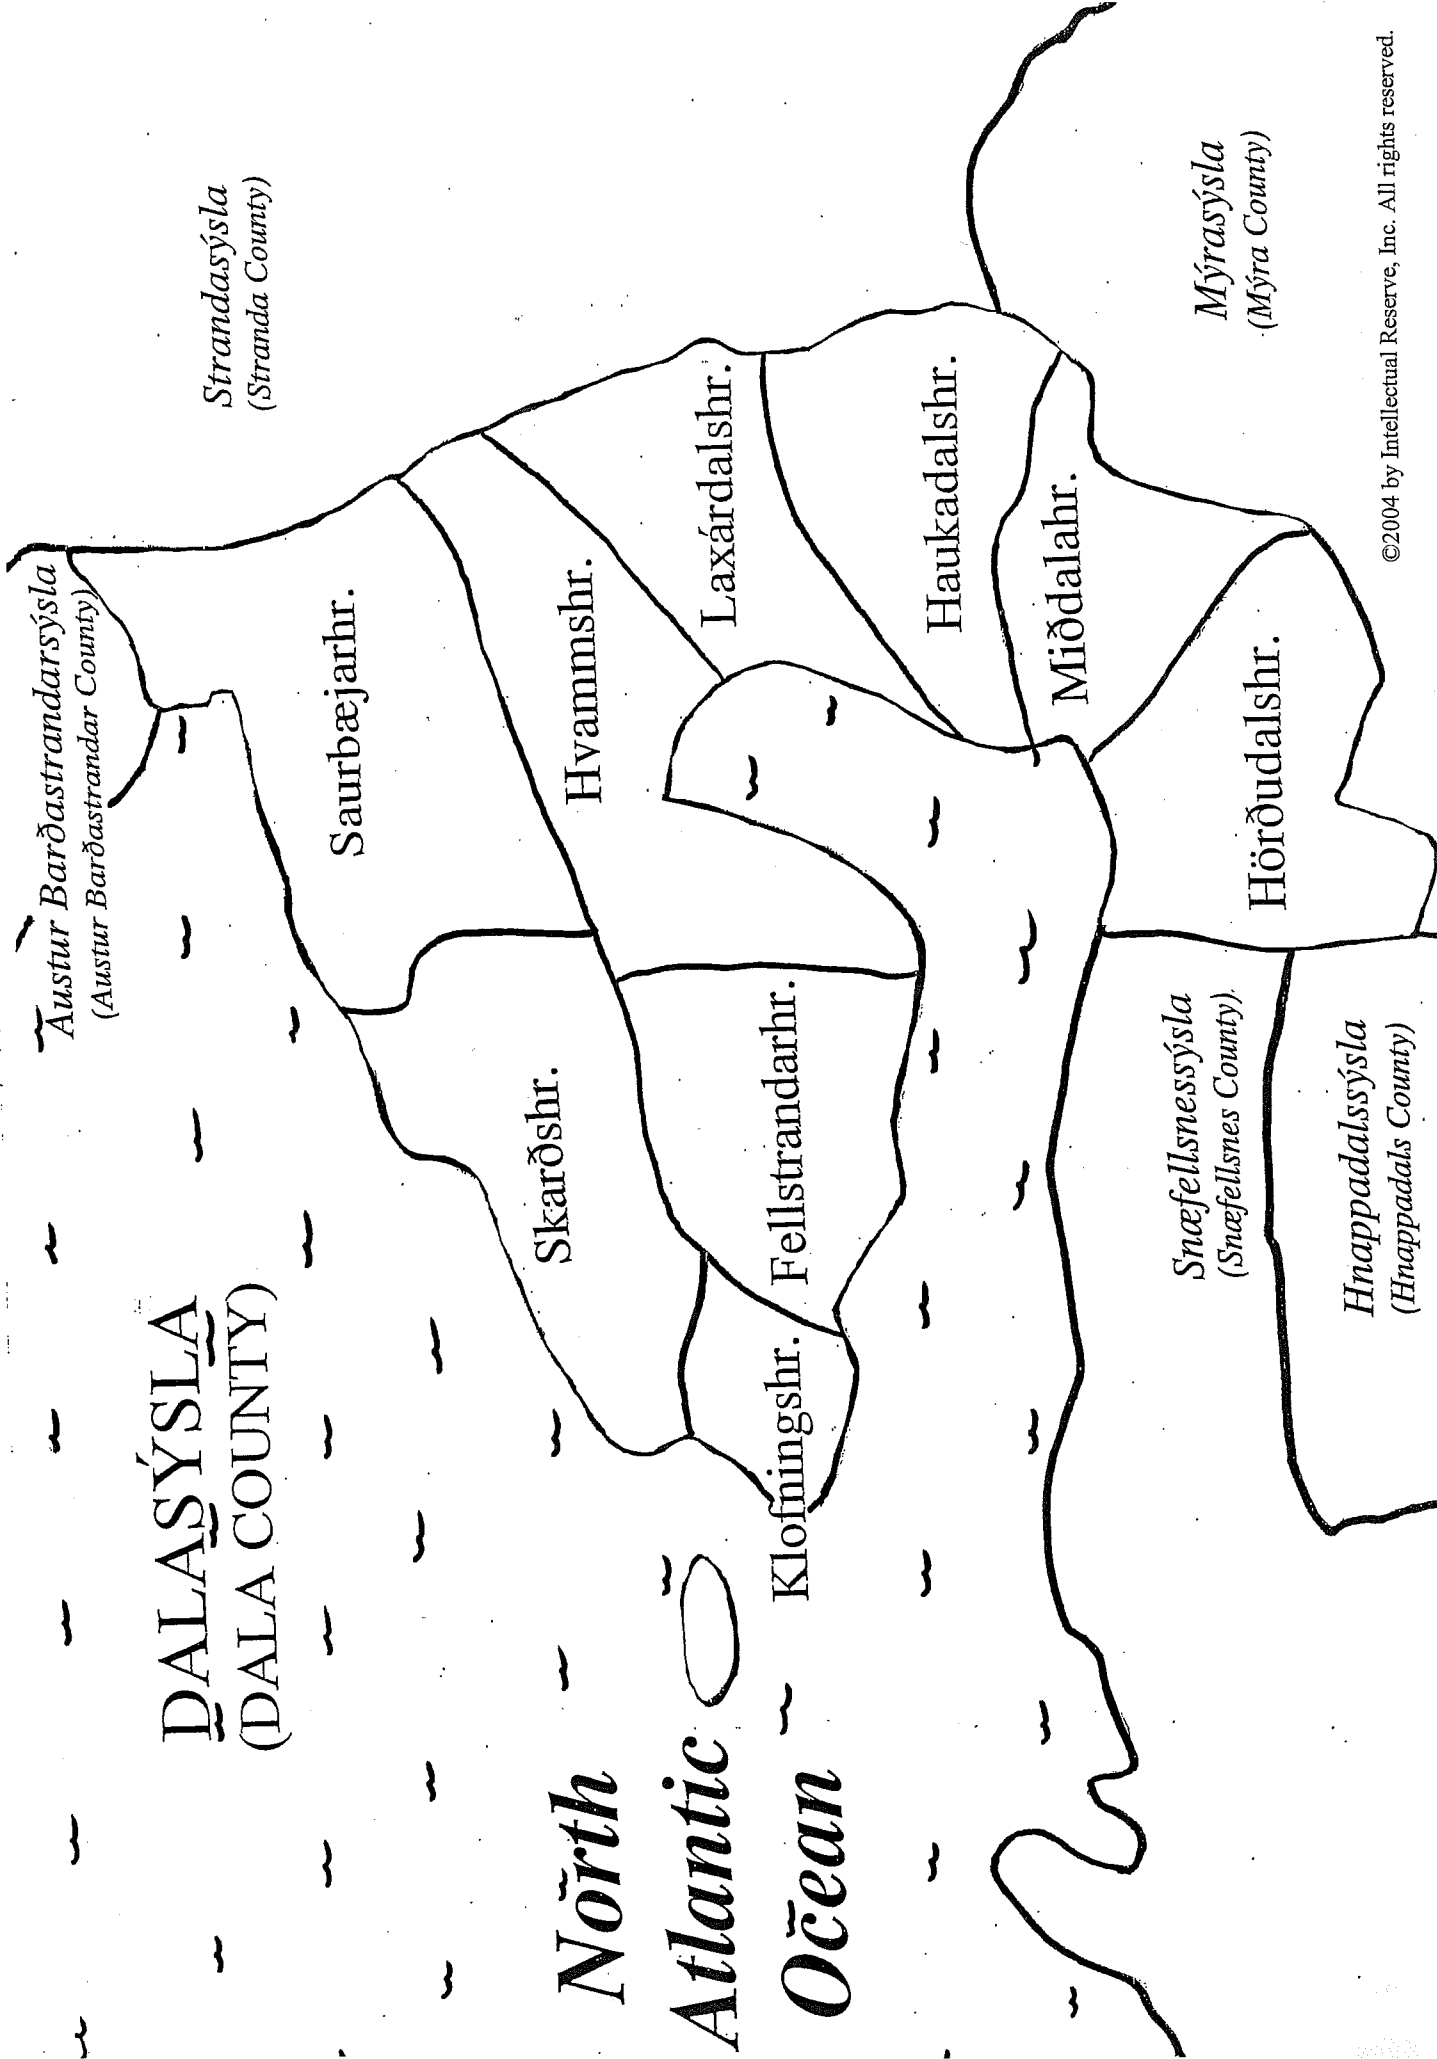 DALASÝSLA
(DALA COUNTY)
Austur Barðastrandarsýsla
(Austur Barðastrandar County)
Strandasýsla
(Stranda County)
Saurbæjarhr.
Skarðshr.
Hvammshr.
Laxárdalshr.
Fellstrandarhr.
Klofningshr.
Haukadalshr.
Miðdalahr.
Hörðudalshr.
North
Atlantic
Ocean
Snæfellsnessýsla
(Snæfellsnes County)
Hnappadalssýsla
(Hnappadals County)
Mýrasýsla
(Mýra County)
©2004 by Intellectual Reserve, Inc. All rights reserved.